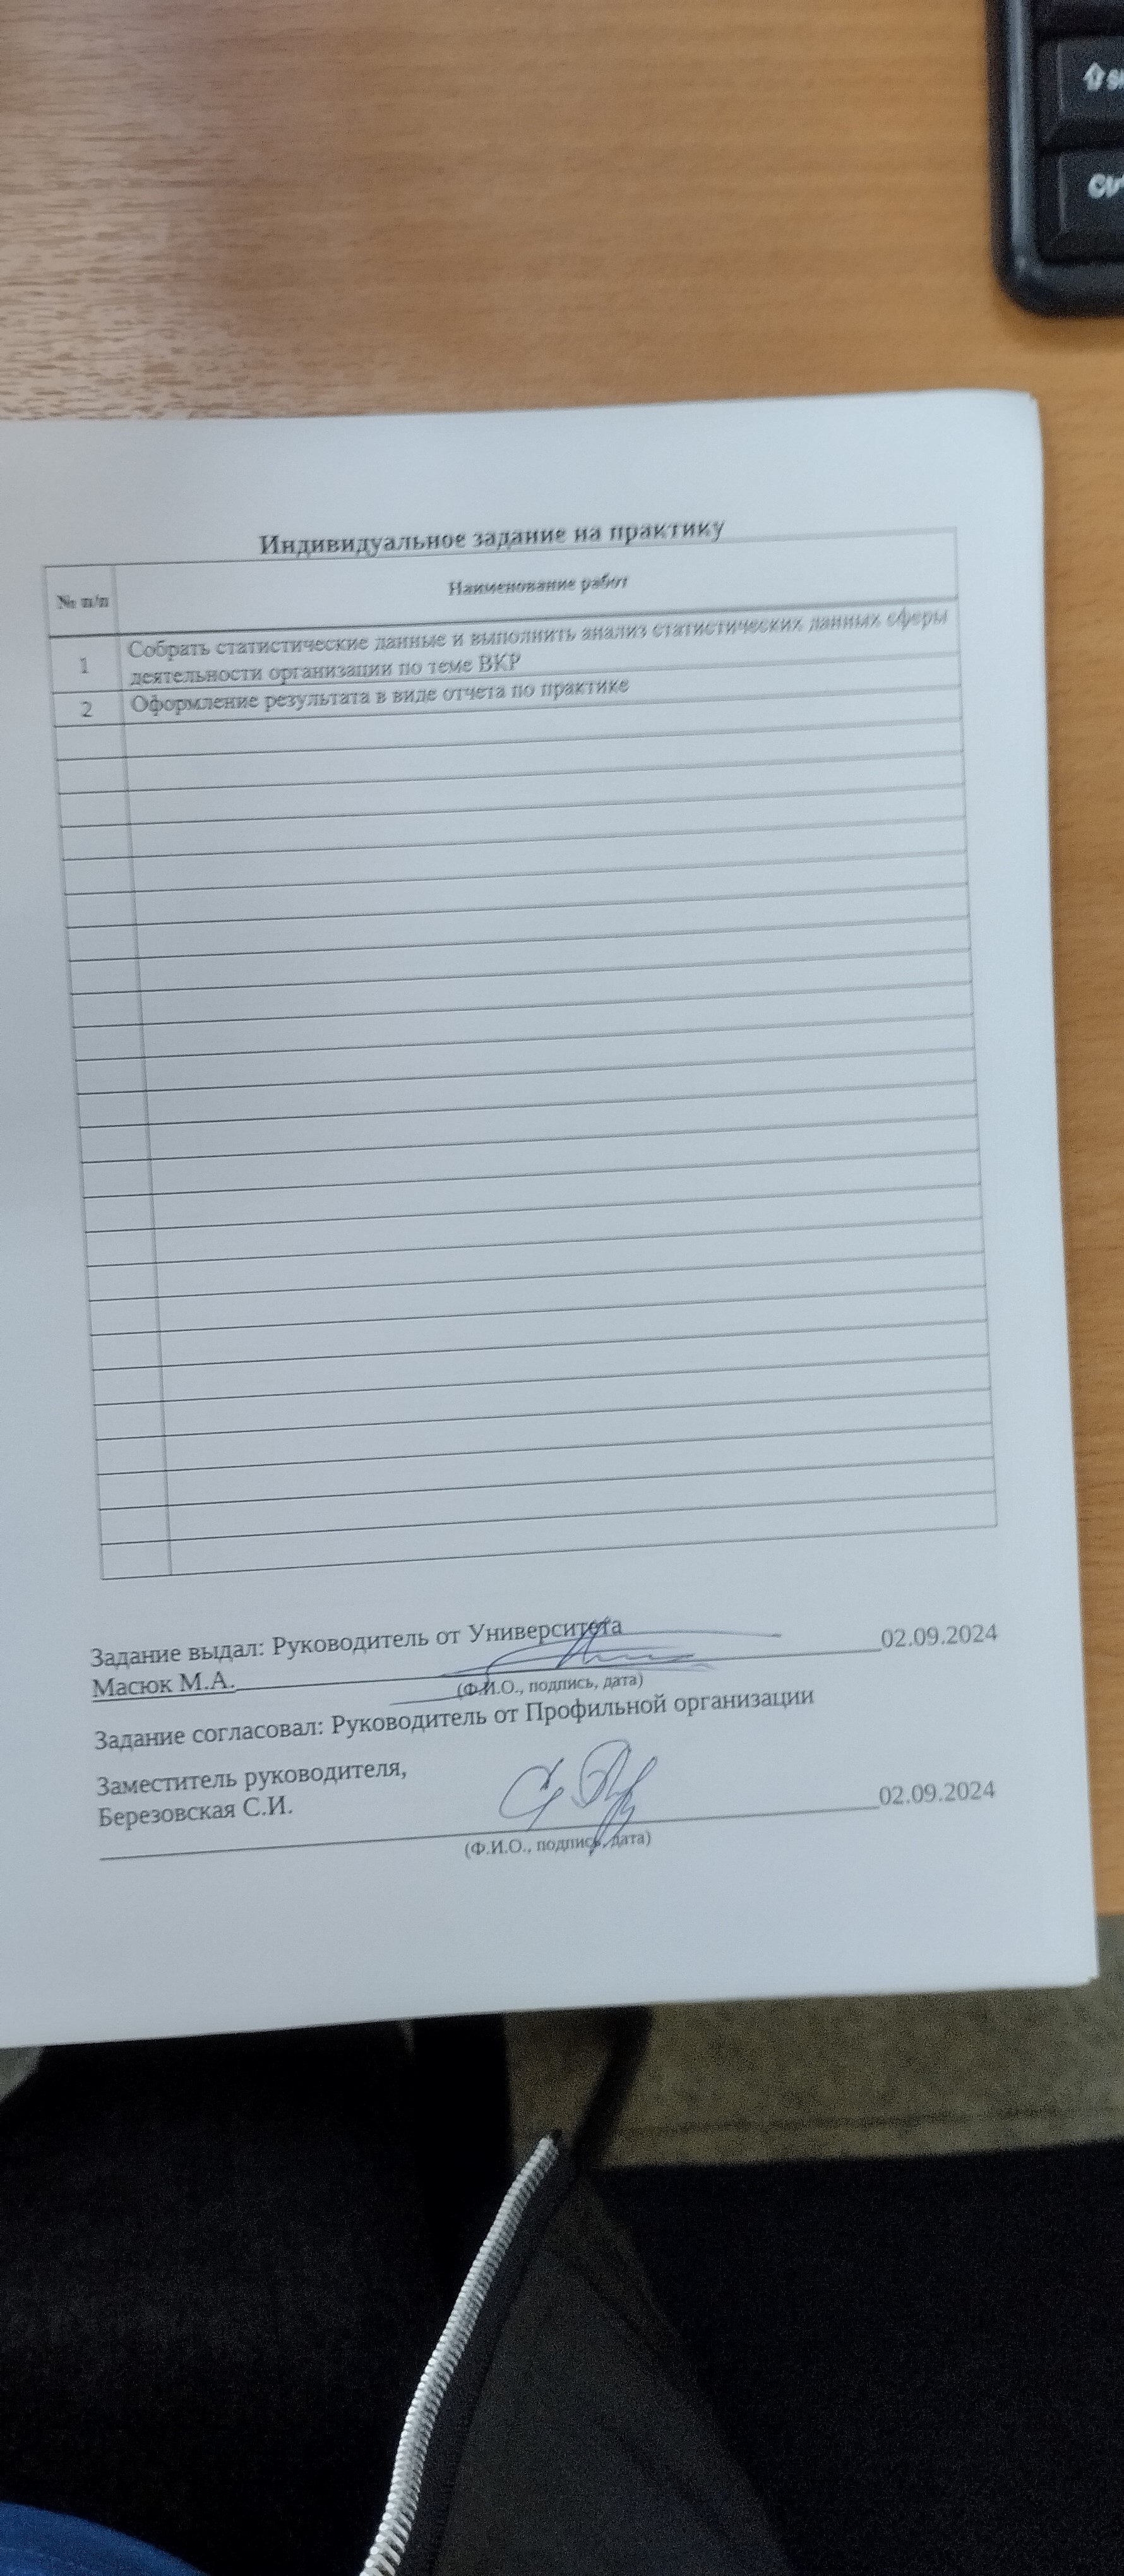 Индивидуальное задание на практику
№ п/п
Наименование работ
1
Собрать статистические данные и выполнить анализ статистических данных сферы
деятельности организации по теме ВКР
2
Оформление результата в виде отчета по практике
Задание выдал: Руководитель от Университета
Масюк М.А.
02.09.2024
(Ф.И.О., подпись, дата)
Задание согласовал: Руководитель от Профильной организации
Заместитель руководителя,
Березовская С.И.
02.09.2024
(Ф.И.О., подпись, дата)